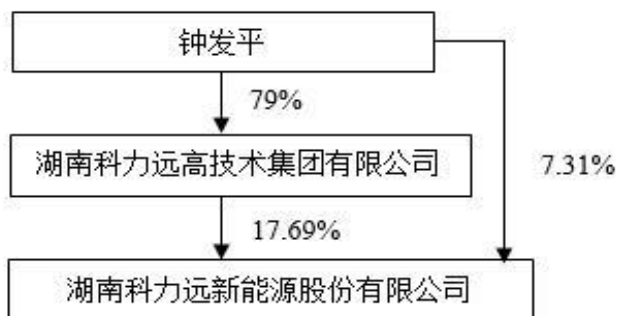 钟发平
79%
湖南科力远高技术集团有限公司
7.31%
17.69%
湖南科力远新能源股份有限公司